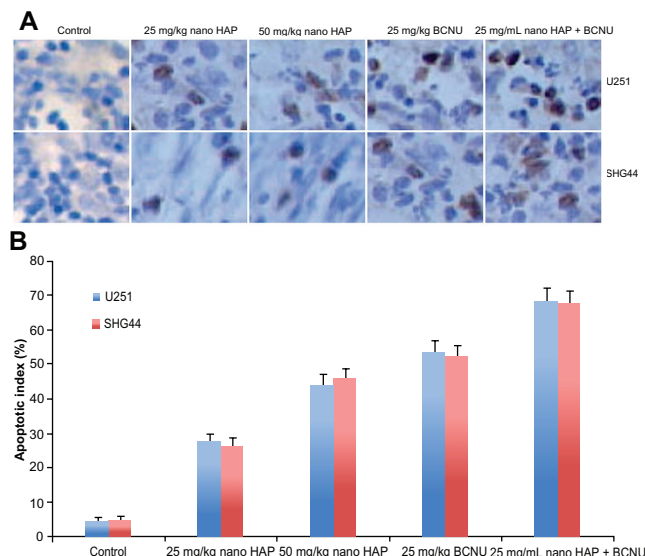 A
Control 25 mg/kg nano HAP 50 mg/kg nano HAP 25 mg/kg BCNU 25 mg/mL nano HAP + BCNU
U251
SHG44
B
80
70
60
50
40
30
20
10
0
Apoptotic index (%)
U251
SHG44
Control 25 mg/kg nano HAP 50 mg/kg nano HAP 25 mg/kg BCNU 25 mg/mL nano HAP + BCNU